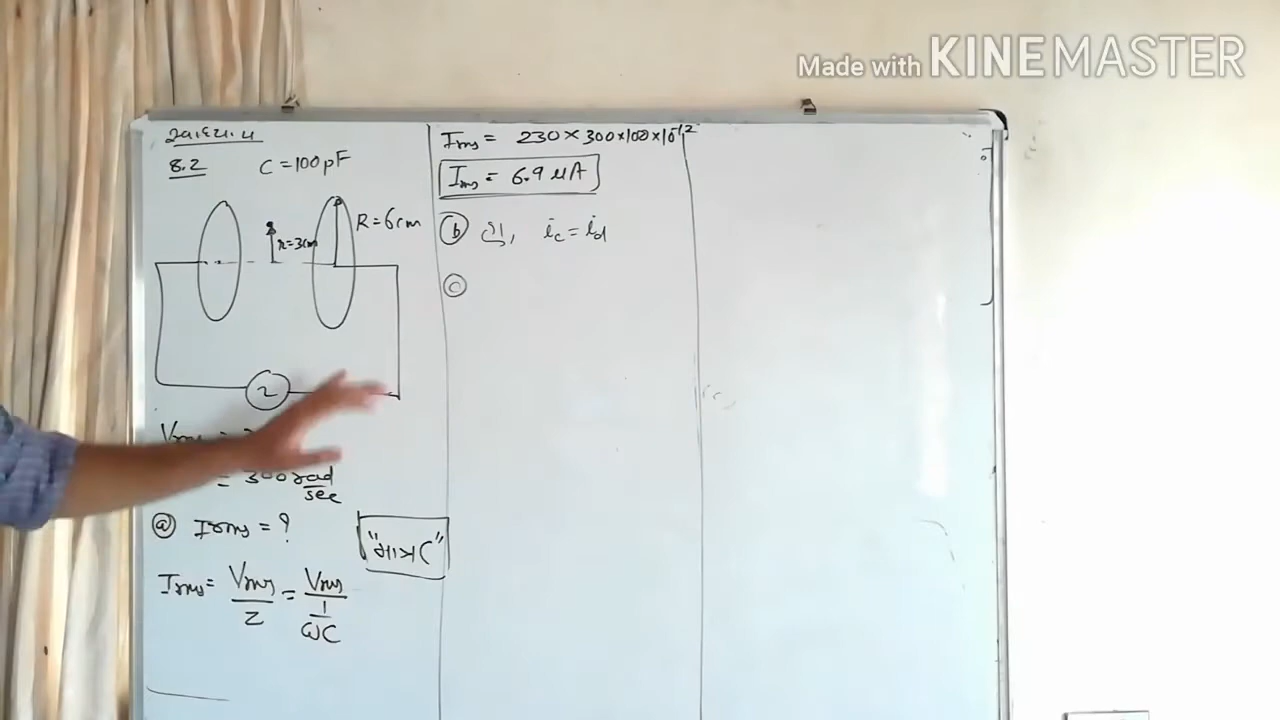 Made with KINEMASTER
8.2 C = 100 pF
R = 6cm
r = 3cm
= 300 rad/sec
ⓐ Irms = ?
Irms = Vrms/Z = Vrms/(1/ωC)
Irms = 230 × 300 × 100 × 10⁻¹²
Irms = 6.9 μA
ⓑ હા, ic = id
ⓒ